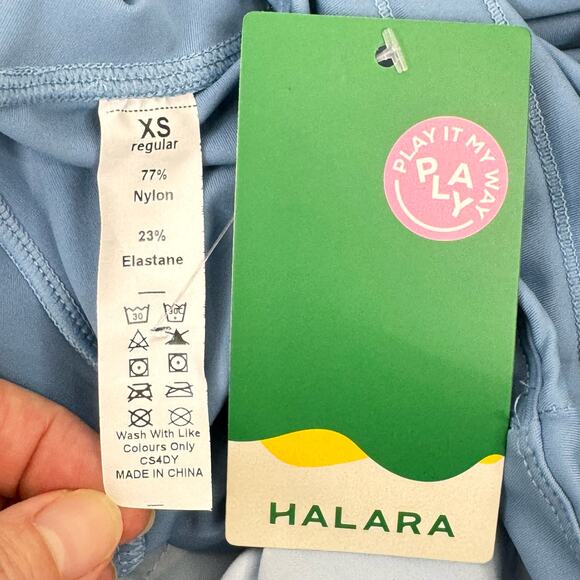 XS
regular
77%
Nylon
23%
Elastane
30 30
Wash With Like
Colours Only
CS4DY
MADE IN CHINA
PLAY IT MY WAY
PLAY
HALARA